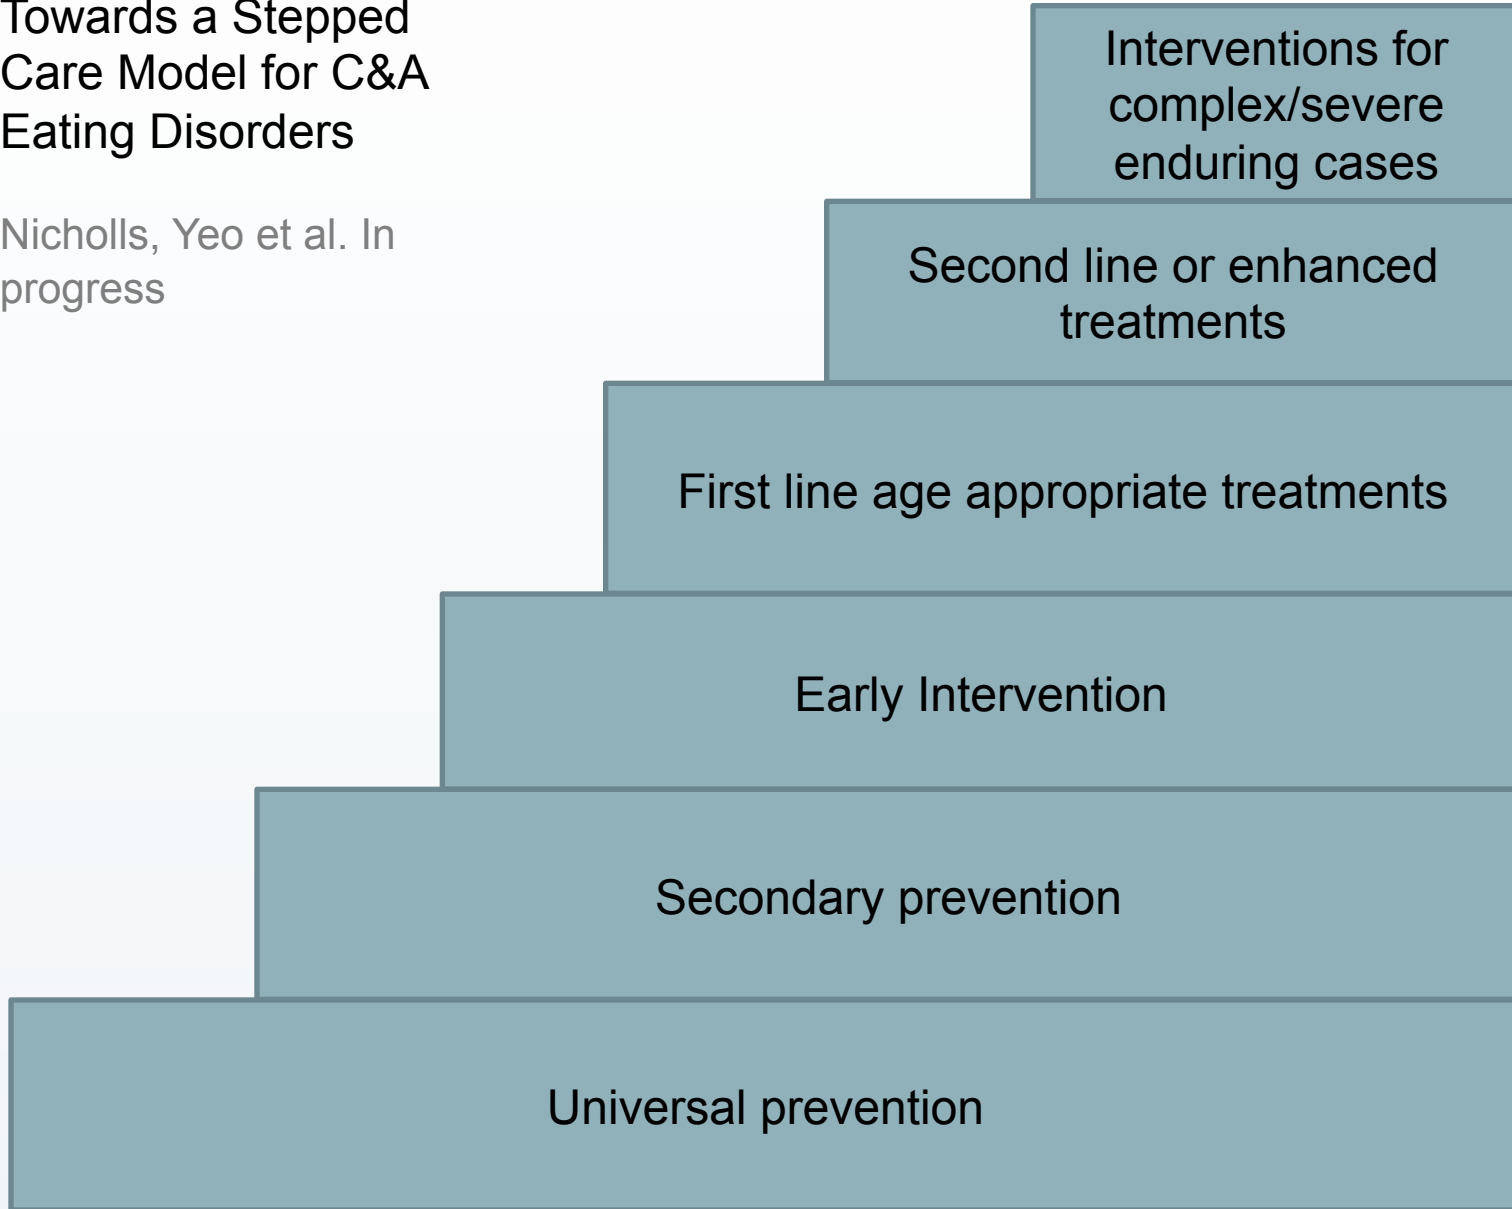 Towards a Stepped
Care Model for C&A
Eating Disorders
Nicholls, Yeo et al. In
progress
Interventions for
complex/severe
enduring cases
Second line or enhanced
treatments
First line age appropriate treatments
Early Intervention
Secondary prevention
Universal prevention